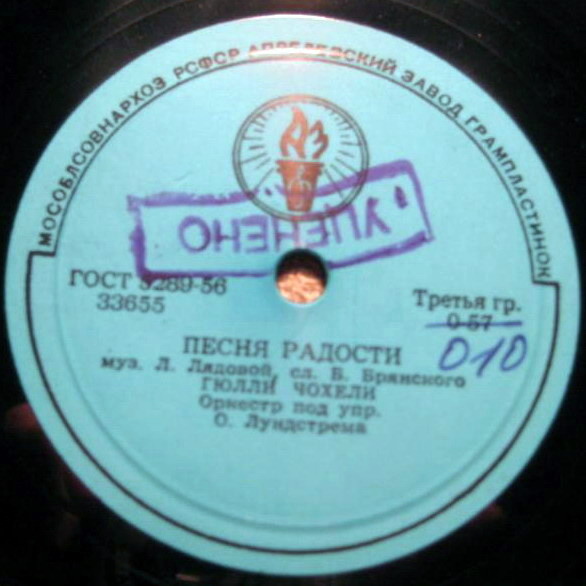 МОСОБЛСОВНАРХОЗ РСФСР АПРЕЛЕВСКИЙ ЗАВОД ГРАМПЛАСТИНОК
АЗ
УЦЕНЕНО
ГОСТ 5289-56
33655
Третья гр.
0-57
010
ПЕСНЯ РАДОСТИ
муз. Л. Лядовой, сл. Б. Брянского
ГЮЛЛИ ЧОХЕЛИ
Оркестр под упр.
О. Лундстрема